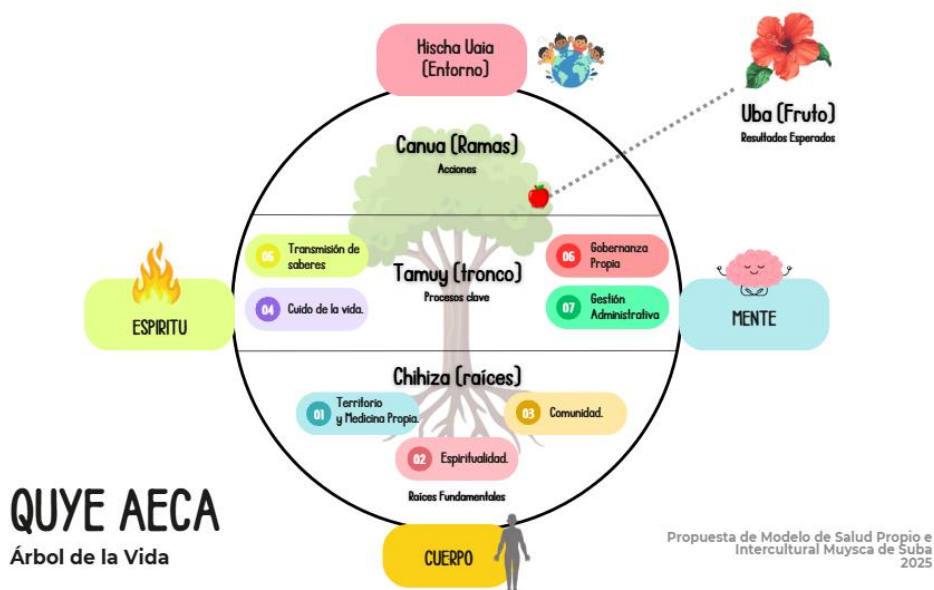 Hischa Uaia
(Entorno)
Uba (Fruto)
Resultados Esperados
Canua (Ramas)
Acciones
05
Transmisión de
saberes
06
Gobernanza
Propia
Tamuy (tronco)
Procesos clave
04
Cuido de la vida.
07
Gestión
Administrativa
ESPIRITU
MENTE
Chihiza (raíces)
01
Territorio
y Medicina Propia.
03
Comunidad.
02
Espiritualidad.
Raíces Fundamentales
QUYE AECA
Árbol de la Vida
CUERPO
Propuesta de Modelo de Salud Propio e
Intercultural Muysca de Suba
2025